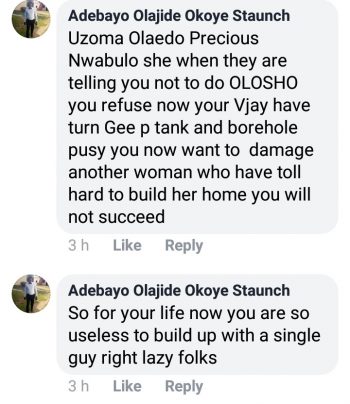 Adebayo Olajide Okoye Staunch
Uzoma Olaedo Precious
Nwabulo she when they are
telling you not to do OLOSHO
you refuse now your Vjay have
turn Gee p tank and borehole
pusy you now want to damage
another woman who have toll
hard to build her home you will
not succeed
3 h Like Reply
Adebayo Olajide Okoye Staunch
So for your life now you are so
useless to build up with a single
guy right lazy folks
3 h Like Reply